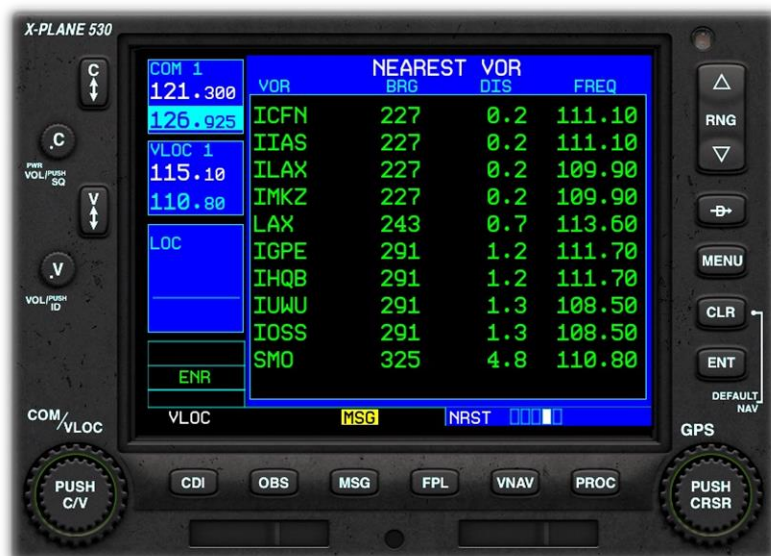 X-PLANE 530
COM 1
121.300
126.925
VLOC 1
115.10
110.80
LOC
ENR
VLOC
NEAREST VOR
VOR BRG DIS FREQ
ICFN 227 0.2 111.10
IIAS 227 0.2 111.10
ILAX 227 0.2 109.90
IMKZ 227 0.2 109.90
LAX 243 0.7 113.60
IGPE 291 1.2 111.70
IHQB 291 1.2 111.70
IUWU 291 1.3 108.50
IOSS 291 1.3 108.50
SMO 325 4.8 110.80
MSG
NRST
C
.C
PWR
VOL/PUSH SQ
V
.V
VOL/PUSH ID
COM/VLOC
PUSH
C/V
RNG
D
MENU
CLR
ENT
DEFAULT
NAV
GPS
PUSH
CRSR
CDI OBS MSG FPL VNAV PROC